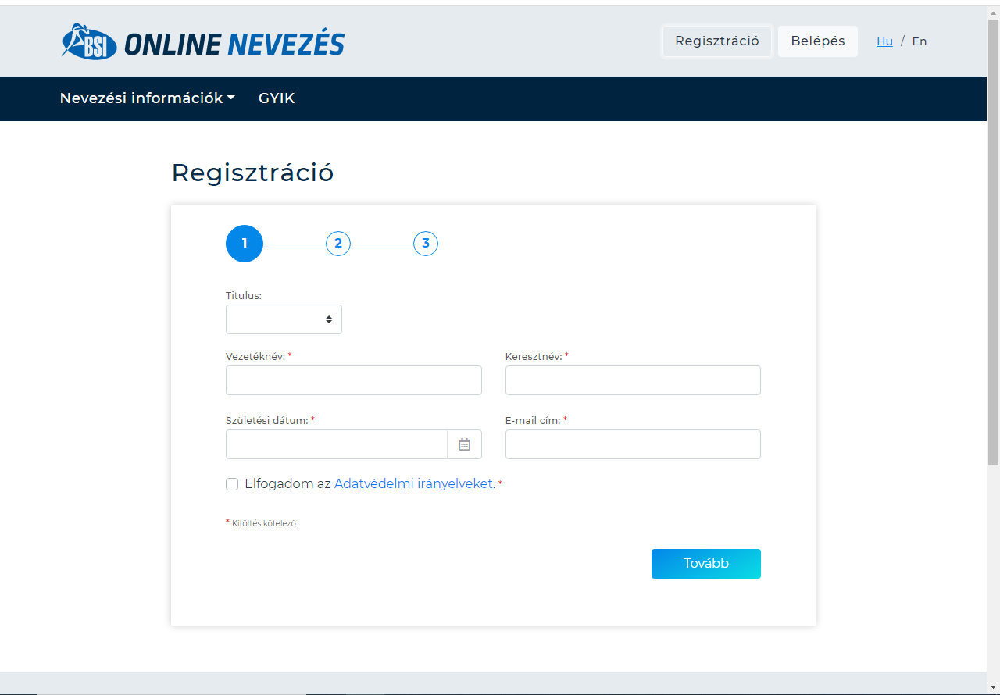 BSI ONLINE NEVEZÉS
Regisztráció
Belépés
Hu / En
Nevezési információk
GYIK
Regisztráció
1
2
3
Titulus:
Vezetéknév: *
Keresztnév: *
Születési dátum: *
E-mail cím: *
Elfogadom az Adatvédelmi irányelveket. *
* Kitöltés kötelező
Tovább